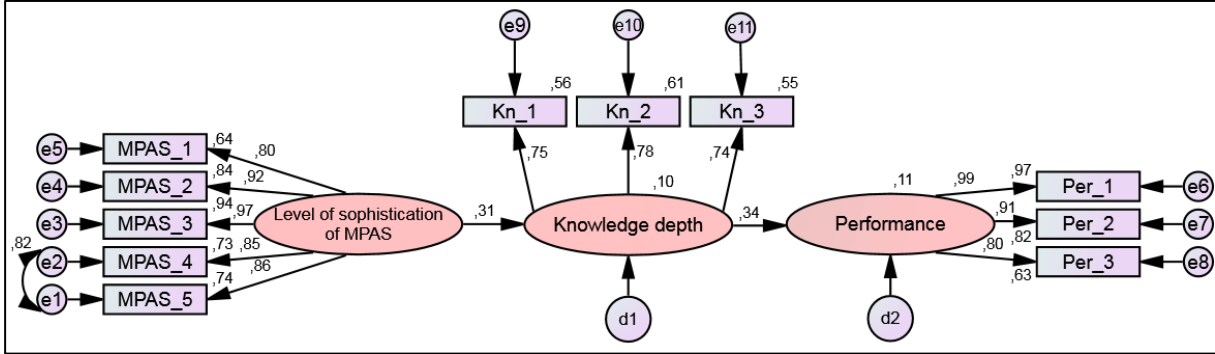 e9
e10
e11
,56
,61
,55
Kn_1
Kn_2
Kn_3
,75
,78
,74
e5
MPAS_1
,64
,80
e4
MPAS_2
,84
,92
e3
MPAS_3
,94
,97
,82
e2
MPAS_4
,73
,85
e1
MPAS_5
,74
,86
Level of sophistication
of MPAS
,31
,10
Knowledge depth
,34
,11
Performance
,99
,97
Per_1
e6
,91
,82
Per_2
e7
,80
,63
Per_3
e8
d1
d2